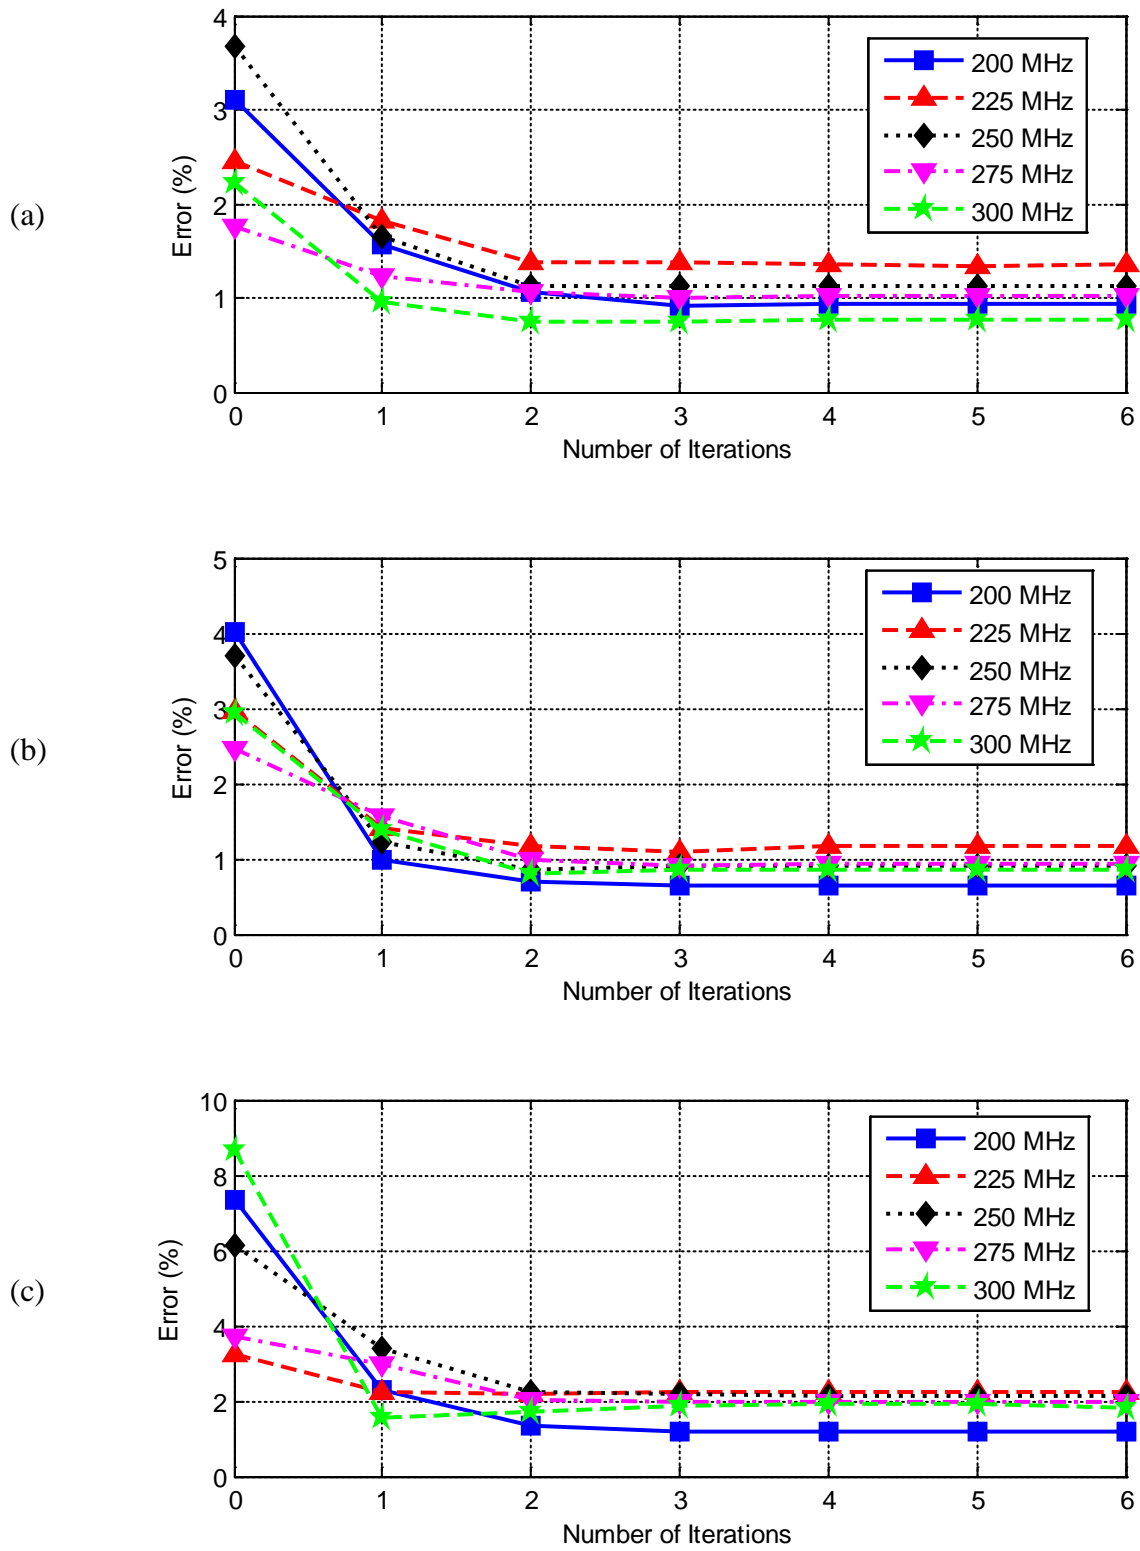 (a)
Error (%)
4
3
2
1
0
0 1 2 3 4 5 6
Number of Iterations
200 MHz
225 MHz
250 MHz
275 MHz
300 MHz
(b)
Error (%)
5
4
3
2
1
0
0 1 2 3 4 5 6
Number of Iterations
200 MHz
225 MHz
250 MHz
275 MHz
300 MHz
(c)
Error (%)
10
8
6
4
2
0
0 1 2 3 4 5 6
Number of Iterations
200 MHz
225 MHz
250 MHz
275 MHz
300 MHz